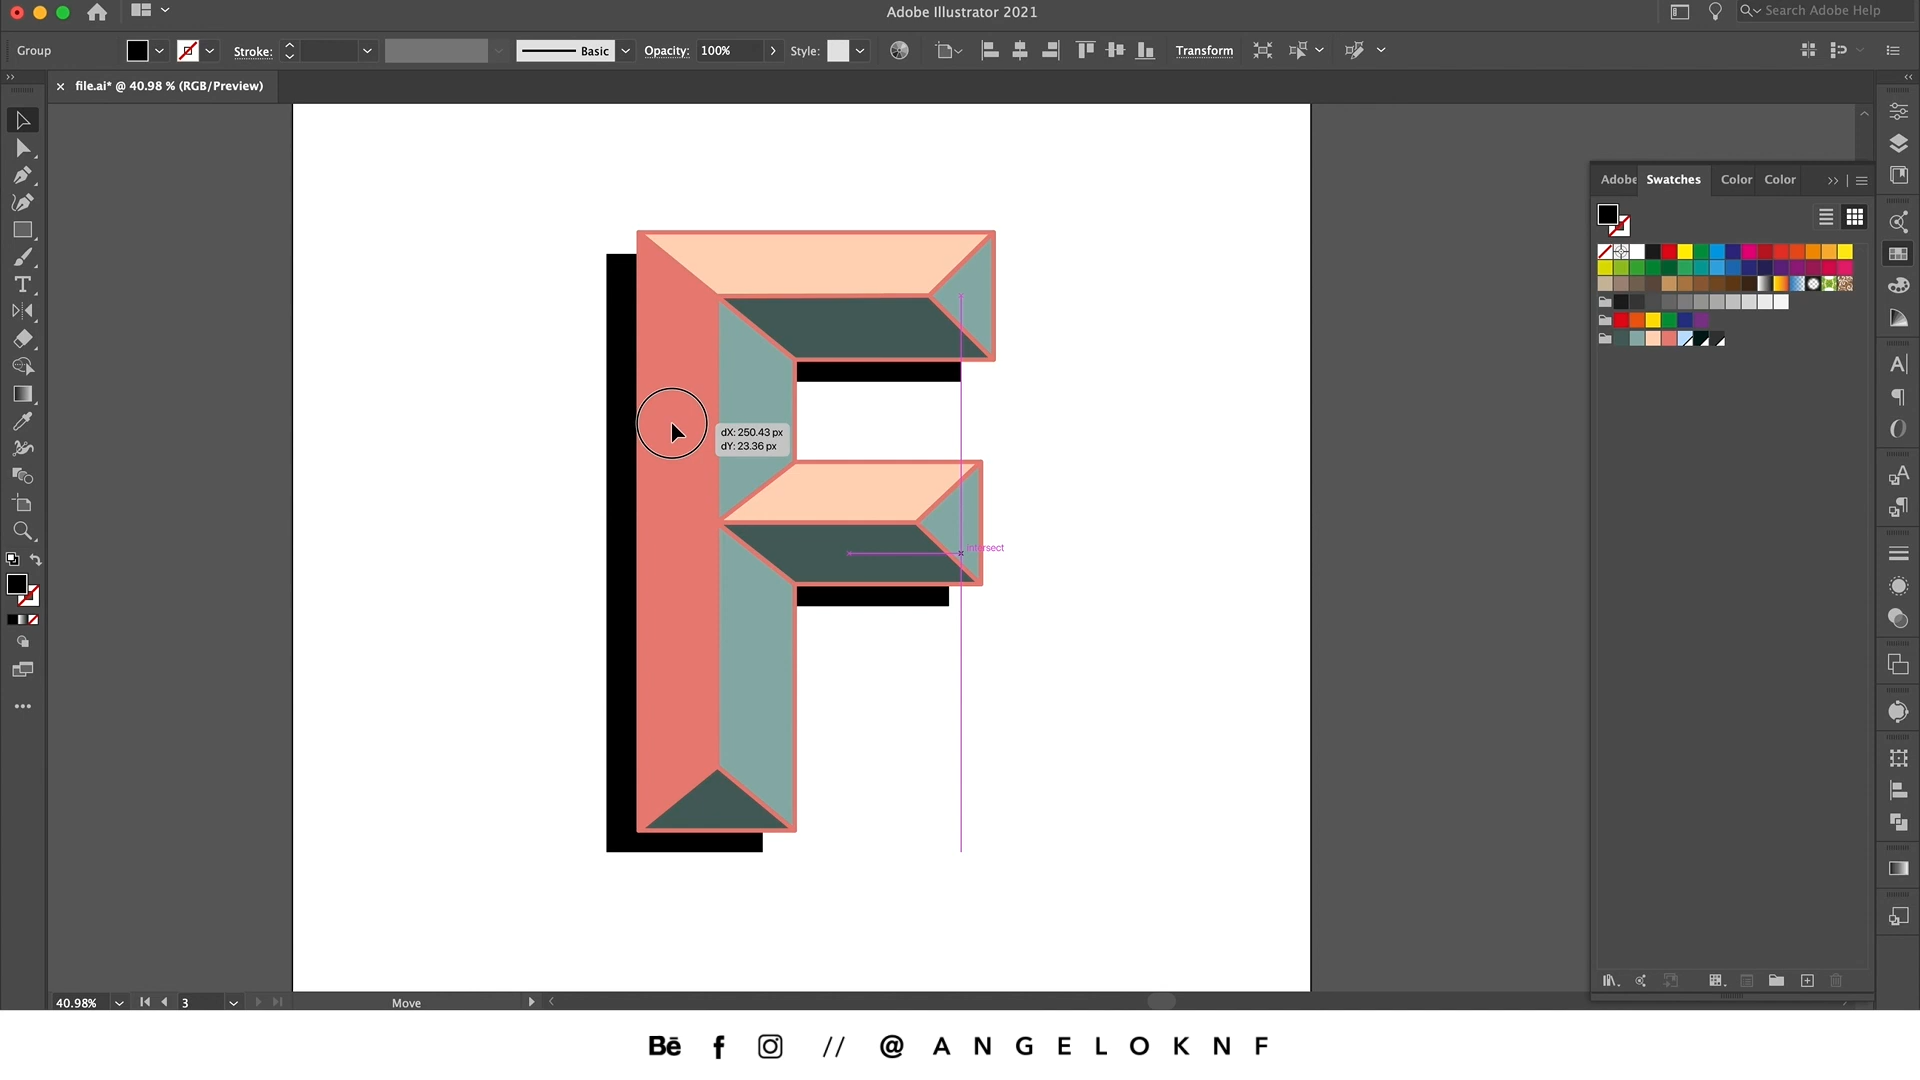 Adobe Illustrator 2021
Search Adobe Help
Group
Stroke:
Basic
Opacity: 100%
Style:
Transform
file.ai* @ 40.98 % (RGB/Preview)
Adobe Swatches Color Color
dX: 250.43 px
dY: 23.36 px
intersect
F
40.98% 3 Move
Bē f // @ANGELOKNF